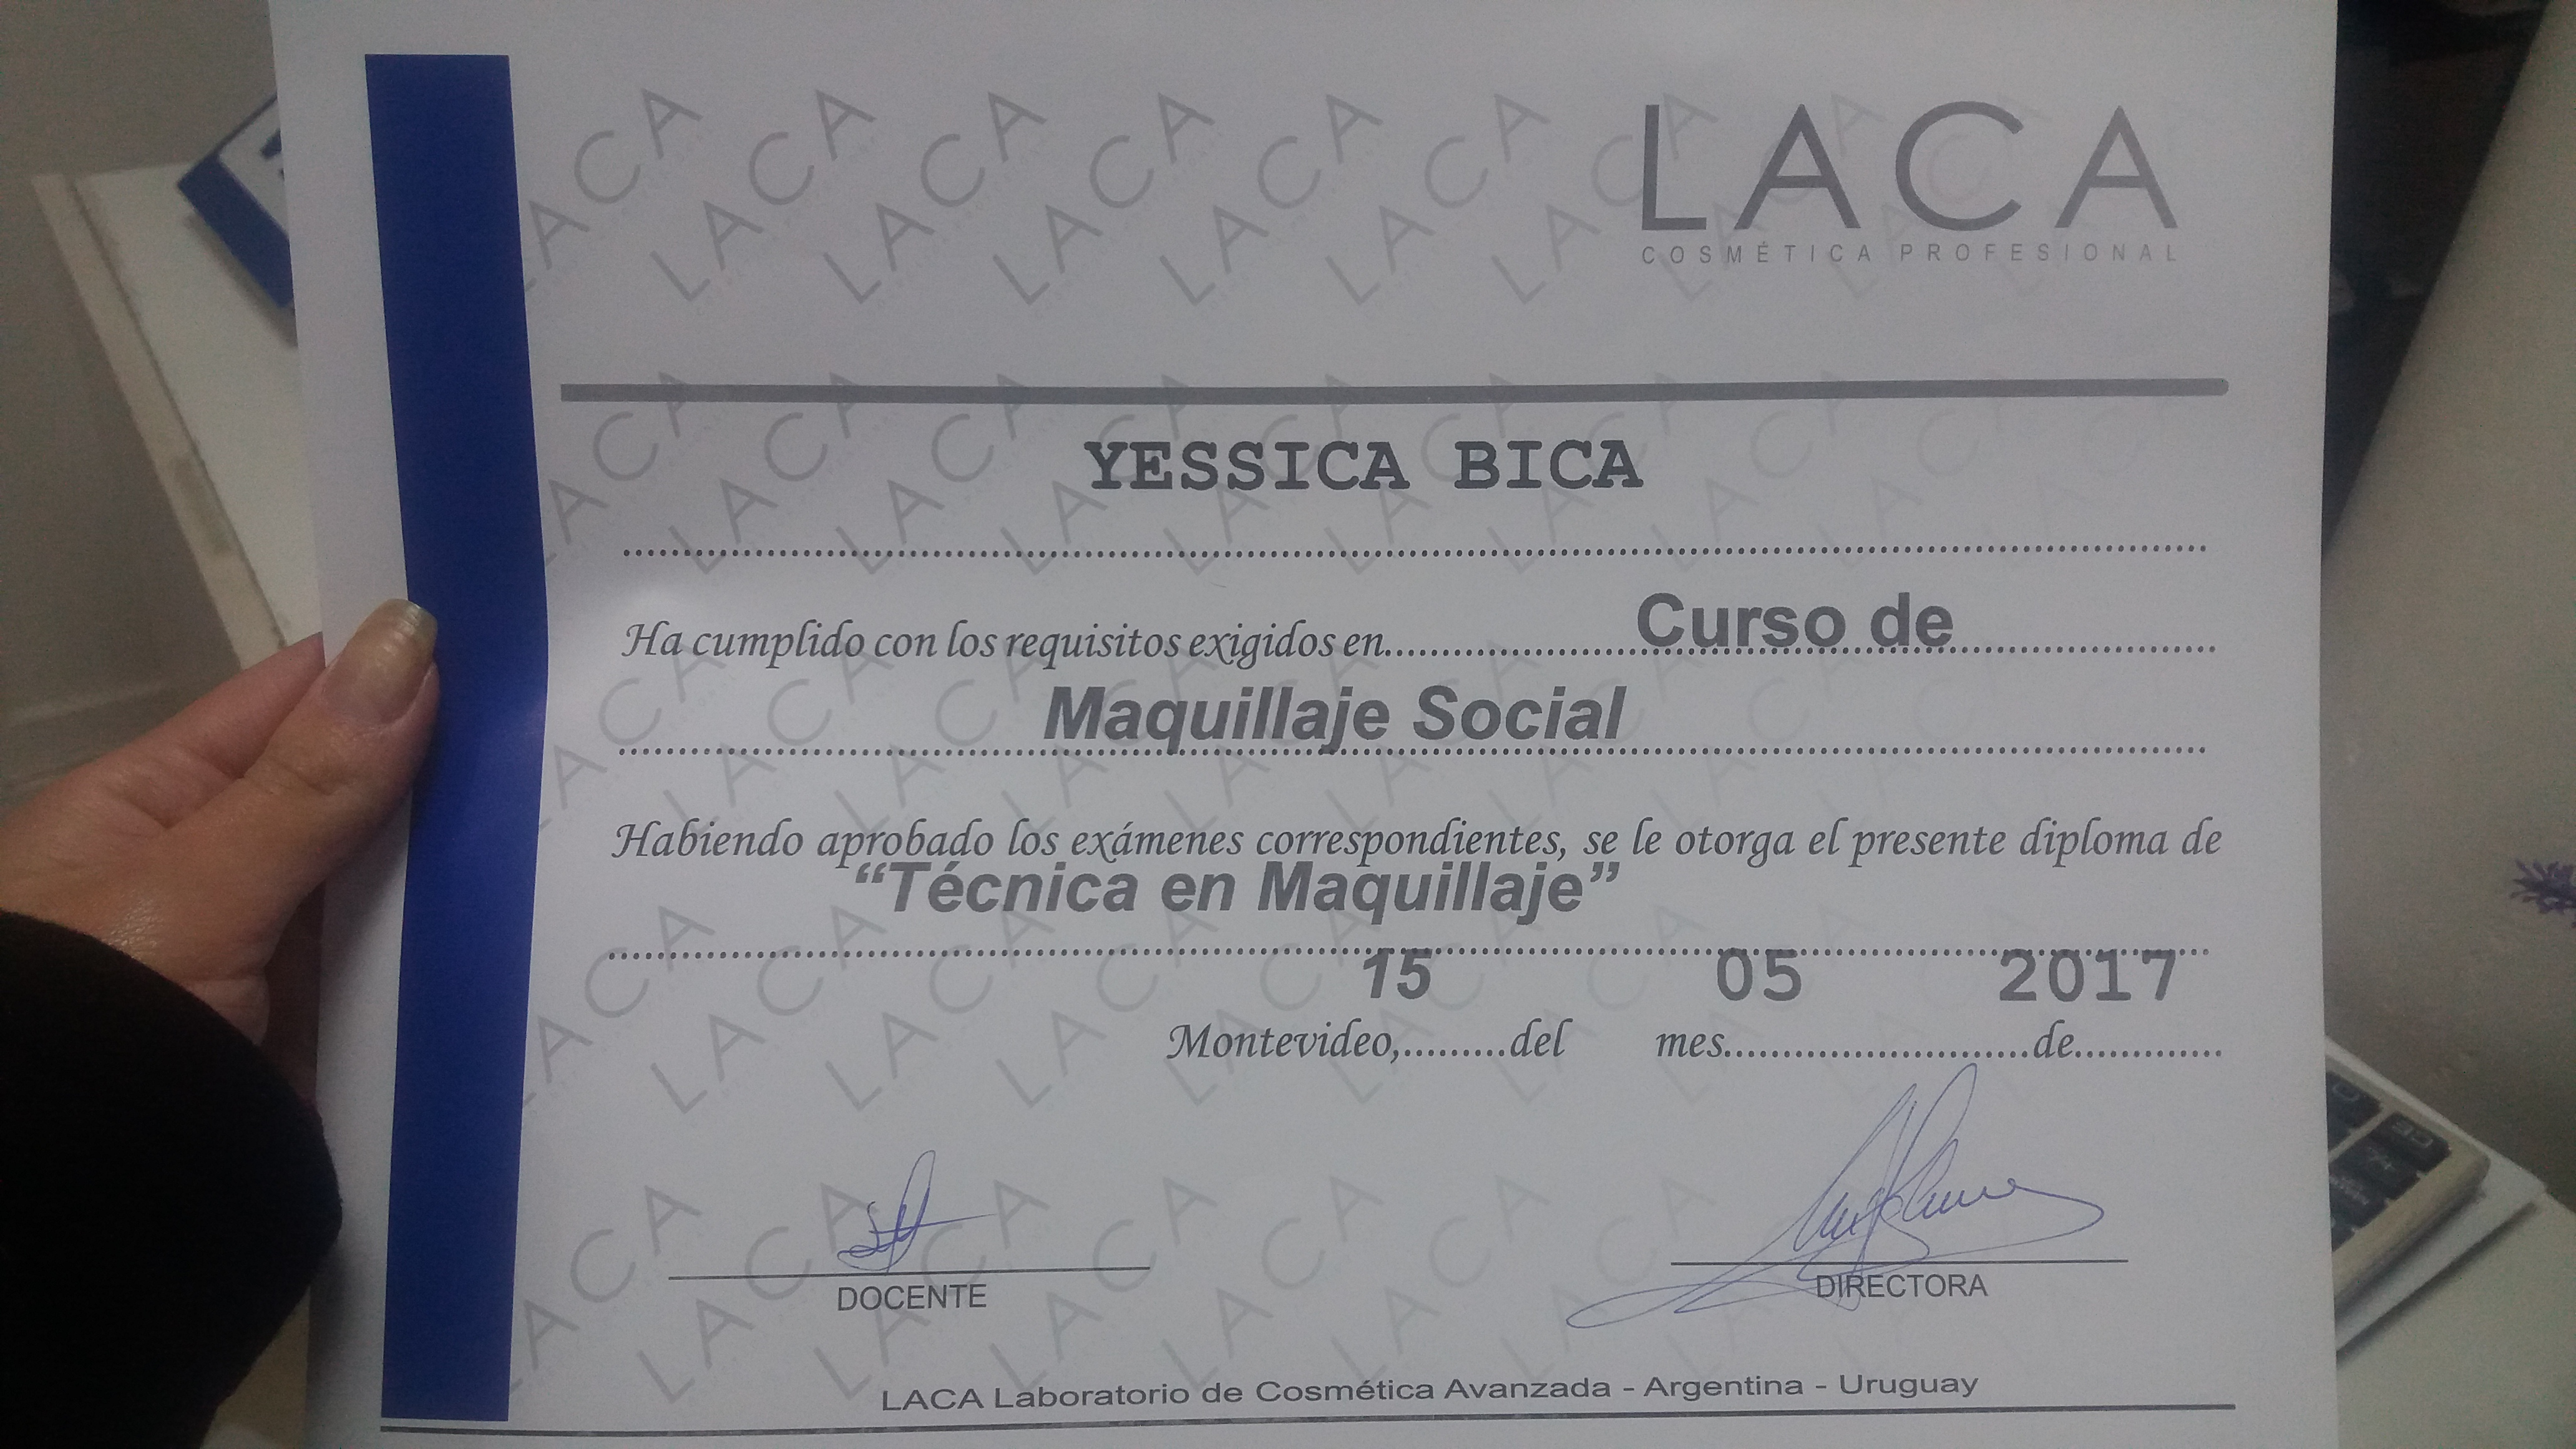 LACA
COSMÉTICA PROFESIONAL
YESSICA BICA
Ha cumplido con los requisitos exigidos en Curso de
Maquillaje Social
Habiendo aprobado los exámenes correspondientes, se le otorga el presente diploma de
“Técnica en Maquillaje”
15 05 2017
Montevideo,.........del mes..........................de.............
DOCENTE
DIRECTORA
LACA Laboratorio de Cosmética Avanzada - Argentina - Uruguay